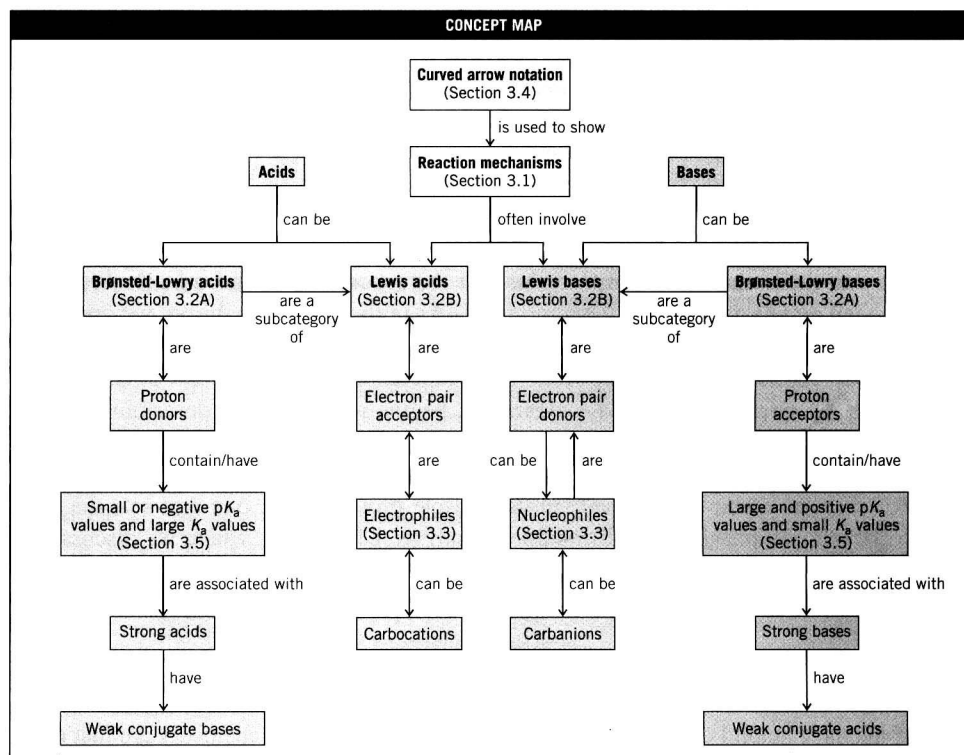 CONCEPT MAP
Curved arrow notation
(Section 3.4)
is used to show
Reaction mechanisms
(Section 3.1)
Acids
Bases
can be
often involve
can be
Brønsted-Lowry acids
(Section 3.2A)
are a
subcategory
of
Lewis acids
(Section 3.2B)
Lewis bases
(Section 3.2B)
are a
subcategory
of
Brønsted-Lowry bases
(Section 3.2A)
are
are
are
are
Proton
donors
Electron pair
acceptors
Electron pair
donors
Proton
acceptors
contain/have
are
can be
are
contain/have
Small or negative pKa
values and large Ka values
(Section 3.5)
Electrophiles
(Section 3.3)
Nucleophiles
(Section 3.3)
Large and positive pKa
values and small Ka values
(Section 3.5)
are associated with
can be
can be
are associated with
Strong acids
Carbocations
Carbanions
Strong bases
have
have
Weak conjugate bases
Weak conjugate acids